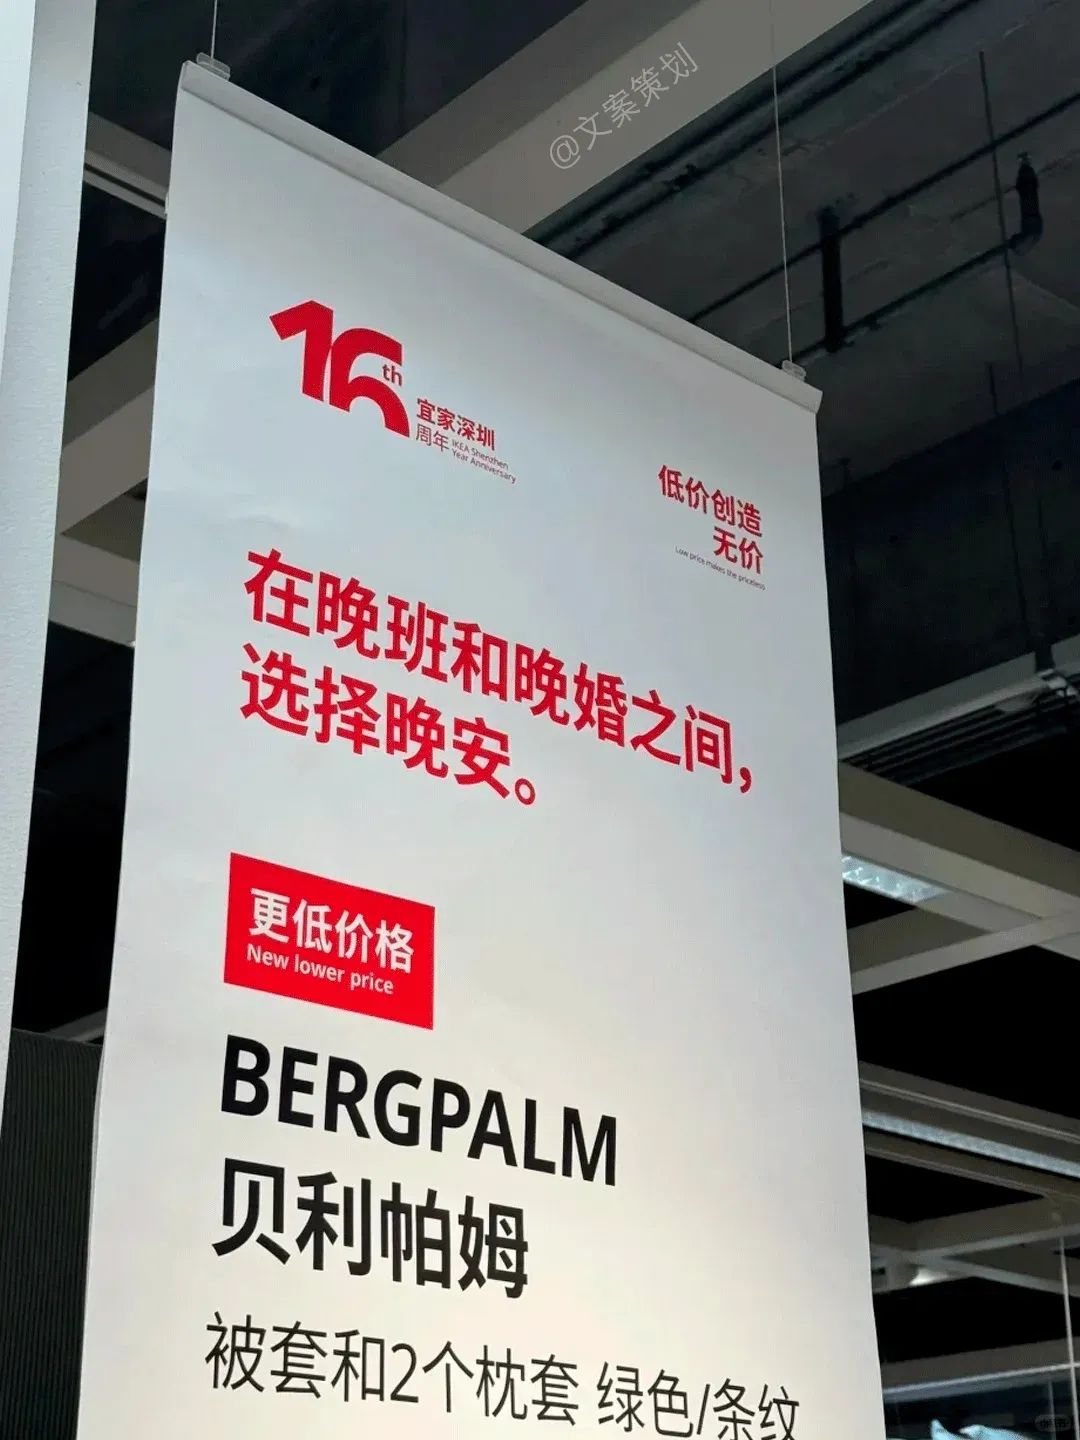 @文案策划
16th
宜家深圳
周年 IKEA Shenzhen
Year Anniversary
低价创造
无价
Low price makes the priceless
在晚班和晚婚之间，
选择晚安。
更低价格
New lower price
BERGPALM
贝利帕姆
被套和2个枕套 绿色/条纹